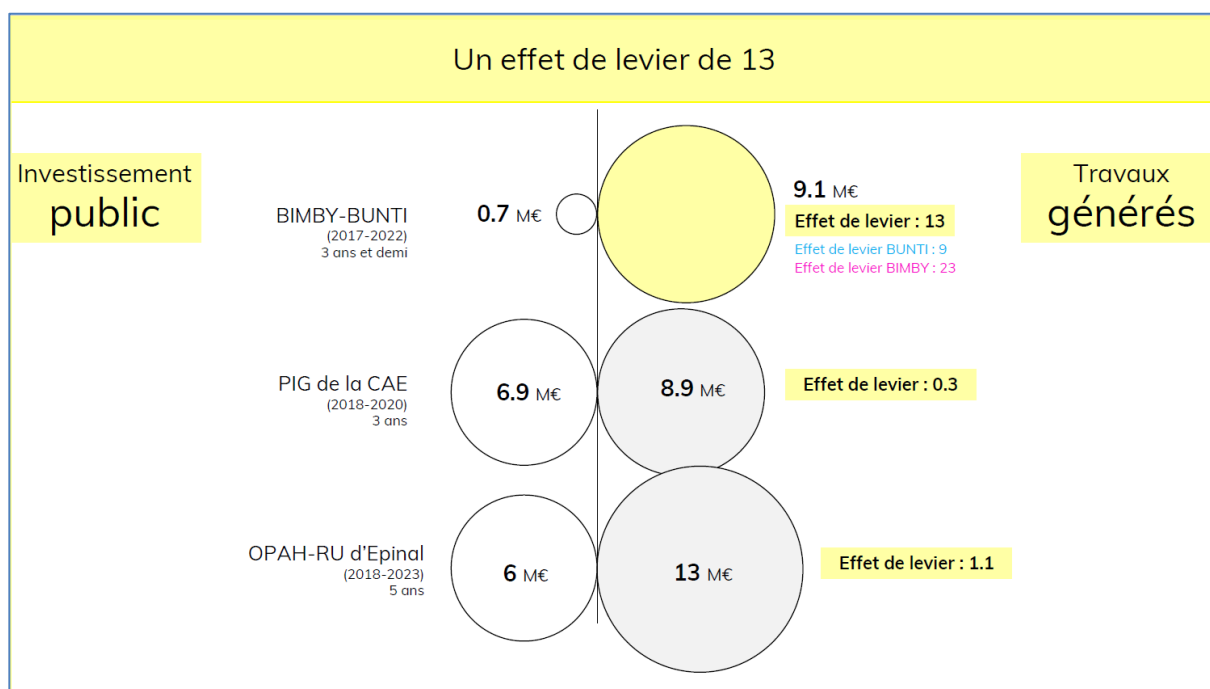 Un effet de levier de 13
Investissement
public
Travaux
générés
BIMBY-BUNTI
(2017-2022)
3 ans et demi
0.7 M€
9.1 M€
Effet de levier : 13
Effet de levier BUNTI : 9
Effet de levier BIMBY : 23
PIG de la CAE
(2018-2020)
3 ans
6.9 M€
8.9 M€
Effet de levier : 0.3
OPAH-RU d'Epinal
(2018-2023)
5 ans
6 M€
13 M€
Effet de levier : 1.1